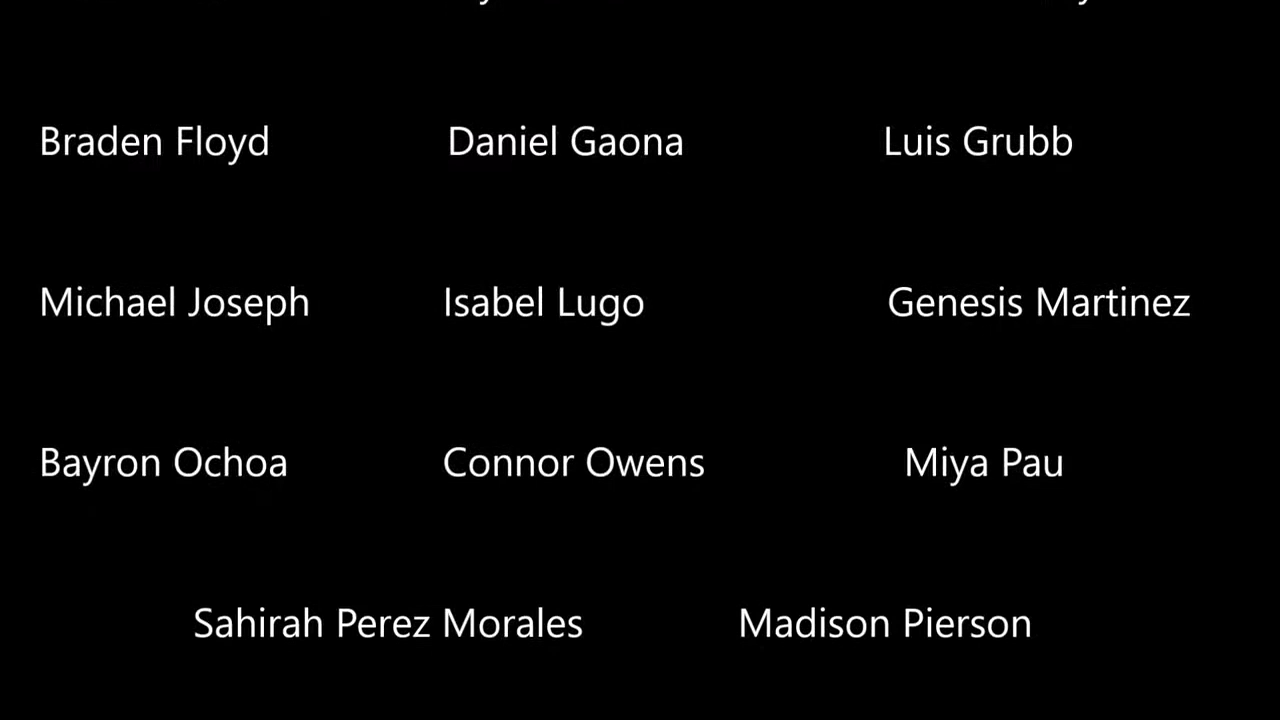 Braden Floyd Daniel Gaona Luis Grubb
Michael Joseph Isabel Lugo Genesis Martinez
Bayron Ochoa Connor Owens Miya Pau
Sahirah Perez Morales Madison Pierson